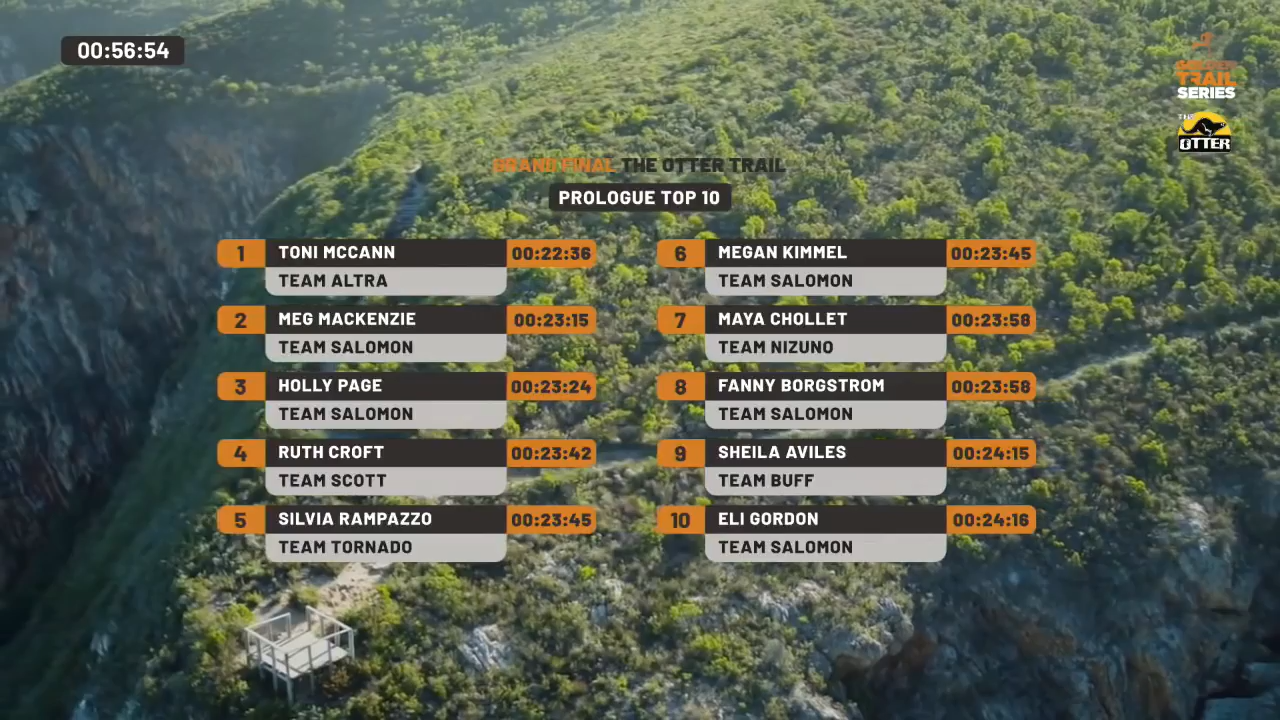 00:56:54
GOLDEN
TRAIL
SERIES
THE
OTTER
GRAND FINAL THE OTTER TRAIL
PROLOGUE TOP 10
1 TONI MCCANN 00:22:36
TEAM ALTRA
2 MEG MACKENZIE 00:23:15
TEAM SALOMON
3 HOLLY PAGE 00:23:24
TEAM SALOMON
4 RUTH CROFT 00:23:42
TEAM SCOTT
5 SILVIA RAMPAZZO 00:23:45
TEAM TORNADO
6 MEGAN KIMMEL 00:23:45
TEAM SALOMON
7 MAYA CHOLLET 00:23:58
TEAM NIZUNO
8 FANNY BORGSTROM 00:23:58
TEAM SALOMON
9 SHEILA AVILES 00:24:15
TEAM BUFF
10 ELI GORDON 00:24:16
TEAM SALOMON